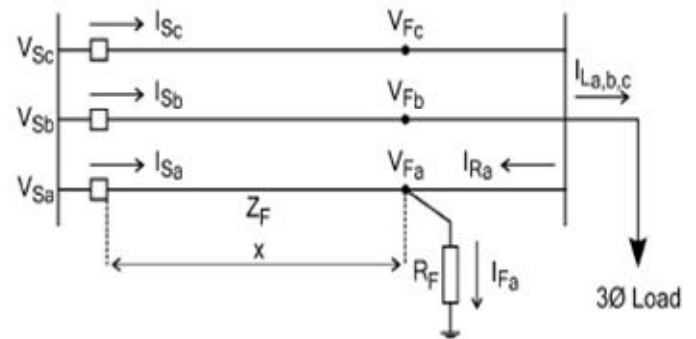 V_Sc I_Sc V_Fc
I_La,b,c
V_Sb I_Sb V_Fb
V_Sa I_Sa V_Fa I_Ra
Z_F
x
R_F I_Fa
3Ø Load